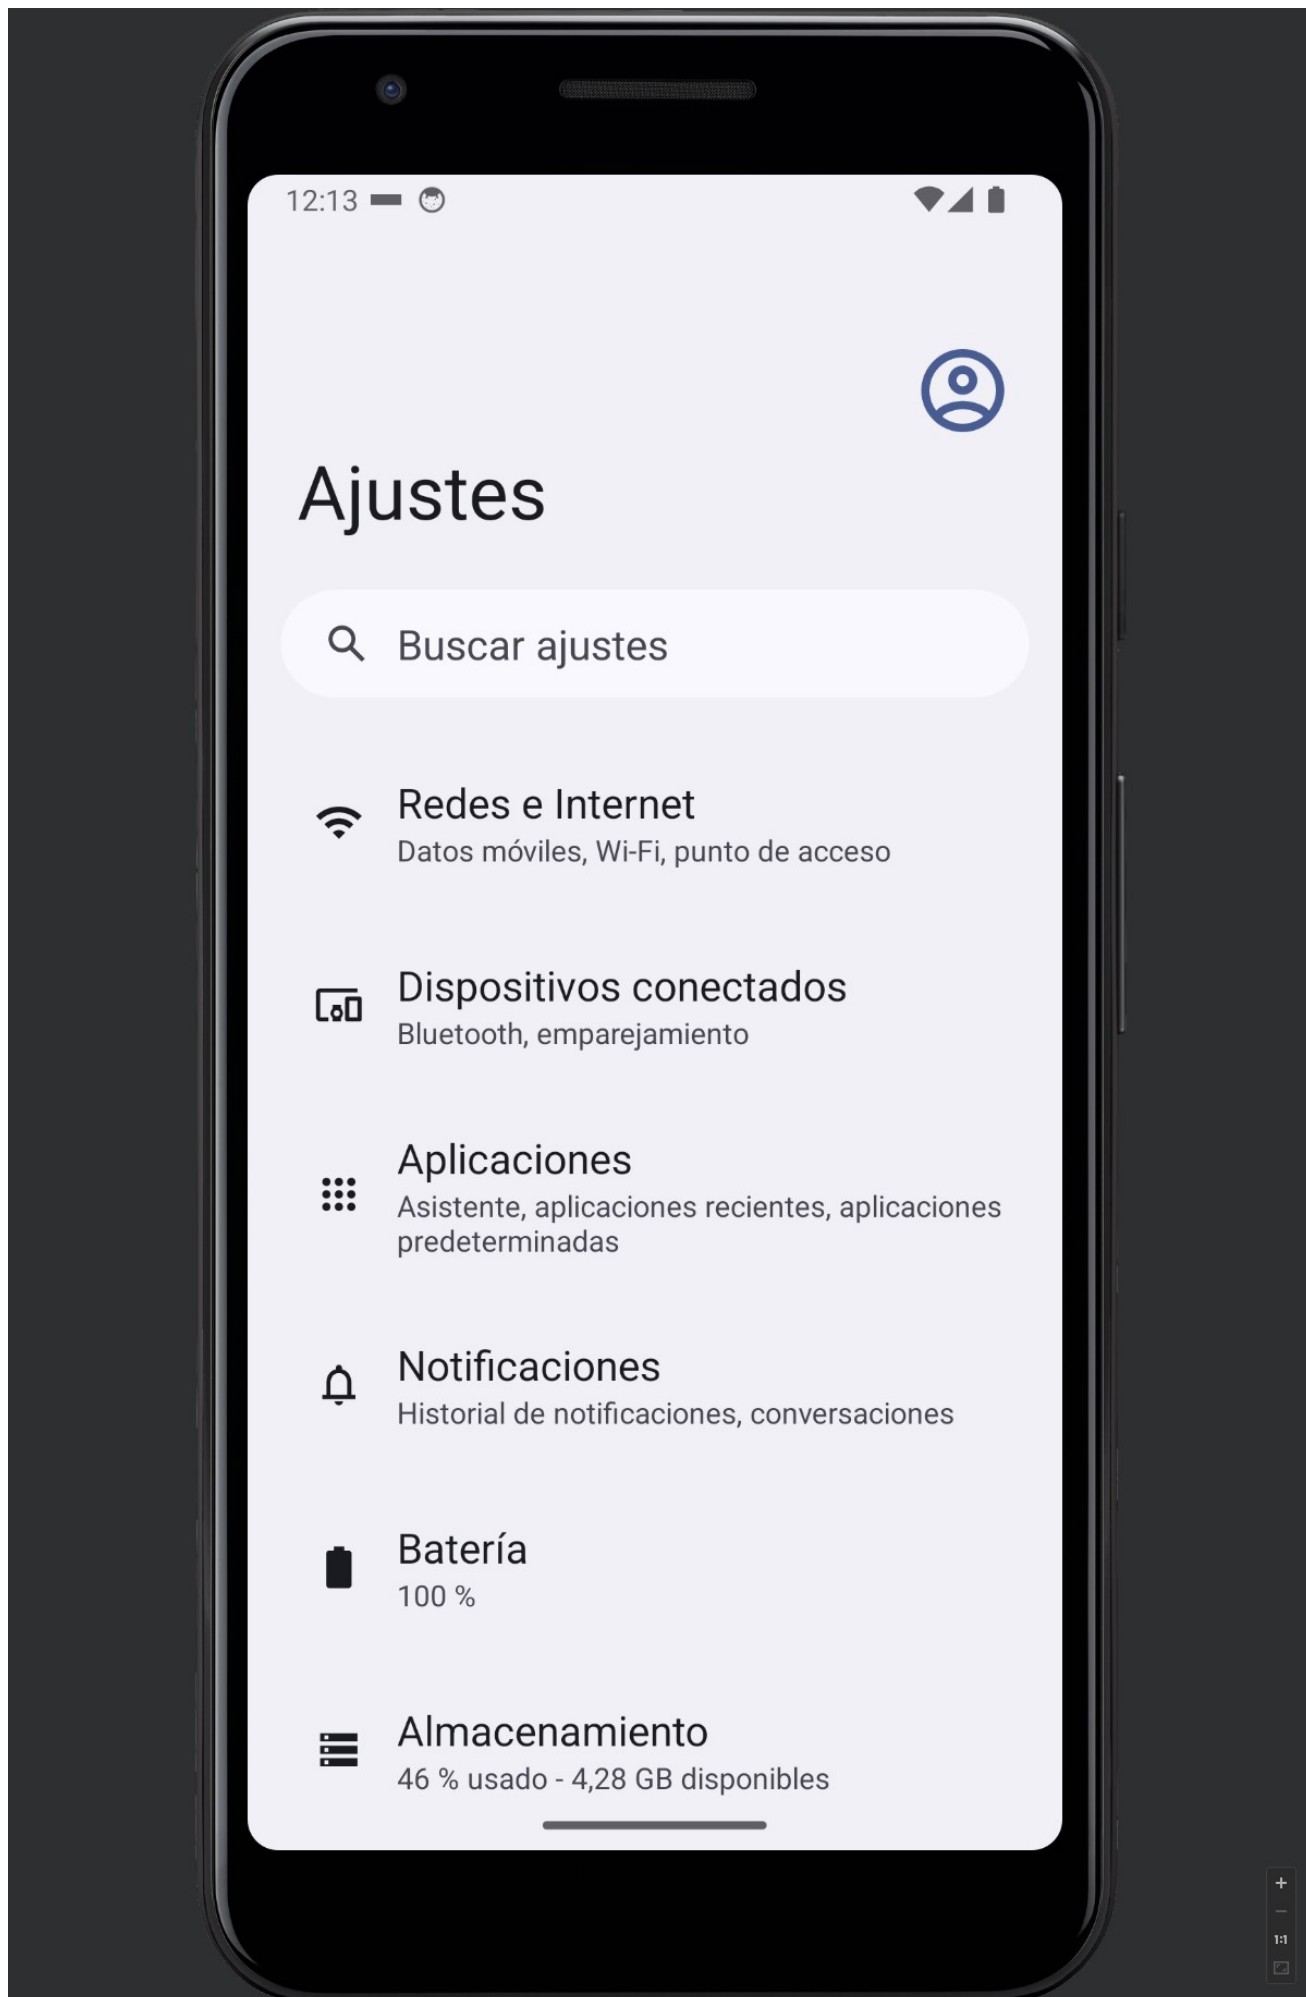 12:13
Ajustes
Buscar ajustes
Redes e Internet
Datos móviles, Wi-Fi, punto de acceso
Dispositivos conectados
Bluetooth, emparejamiento
Aplicaciones
Asistente, aplicaciones recientes, aplicaciones
predeterminadas
Notificaciones
Historial de notificaciones, conversaciones
Batería
100 %
Almacenamiento
46 % usado - 4,28 GB disponibles
1:1